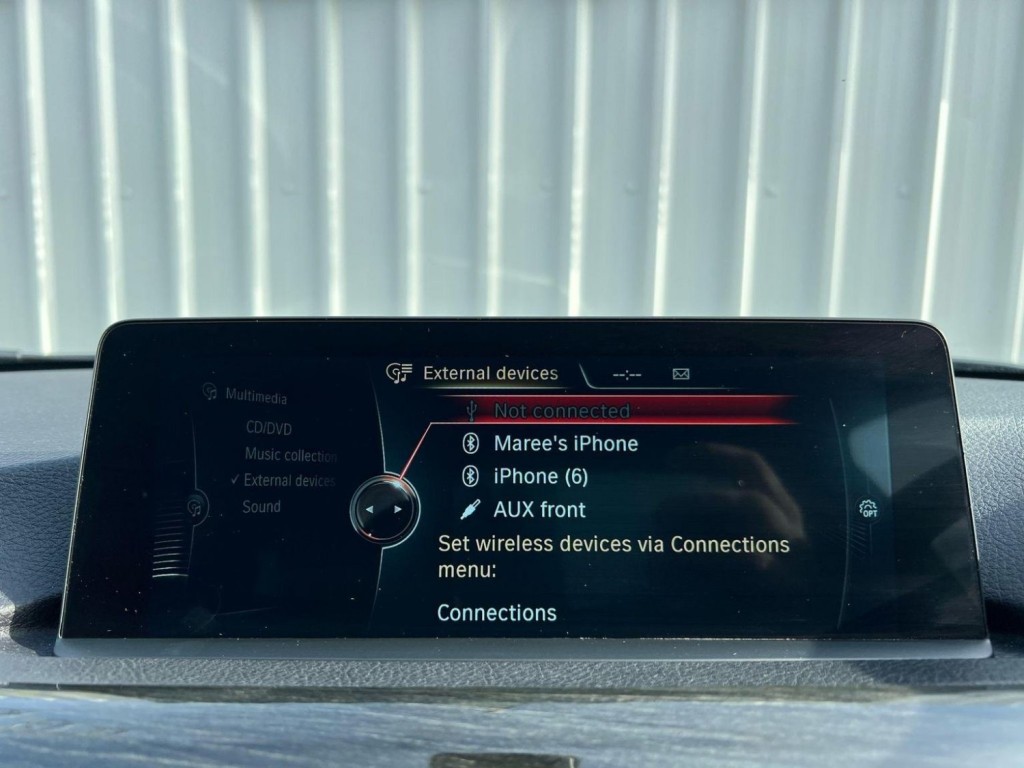 Multimedia
CD/DVD
Music collection
External devices
Sound
External devices
--:--
Not connected
Maree's iPhone
iPhone (6)
AUX front
Set wireless devices via Connections
menu:
Connections
OPT